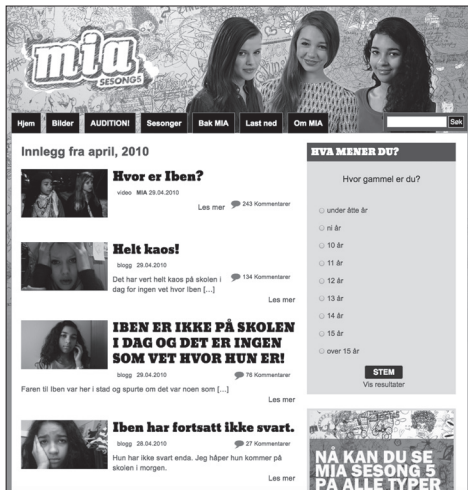 mia
SESONG5
Hjem Bilder AUDITION! Sesonger Bak MIA Last ned Om MIA Søk
Innlegg fra april, 2010
Hvor er Iben?
video MIA 29.04.2010
243 Kommentarer
Les mer
Helt kaos!
blogg 29.04.2010
134 Kommentarer
Det har vert helt kaos på skolen i
dag for ingen vet hvor Iben [...]
Les mer
IBEN ER IKKE PÅ SKOLEN
I DAG OG DET ER INGEN
SOM VET HVOR HUN ER!
blogg 29.04.2010
76 Kommentarer
Faren til Iben var her i stad og spurte om det var noen som [...]
Les mer
Iben har fortsatt ikke svart.
blogg 28.04.2010
27 Kommentarer
Hun har ikke svart enda. Jeg håper hun kommer på
skolen i morgen.
Les mer
HVA MENER DU?
Hvor gammel er du?
under åtte år
ni år
10 år
11 år
12 år
13 år
14 år
15 år
over 15 år
STEM
Vis resultater
NÅ KAN DU SE
MIA SESONG 5
PÅ ALLE TYPER